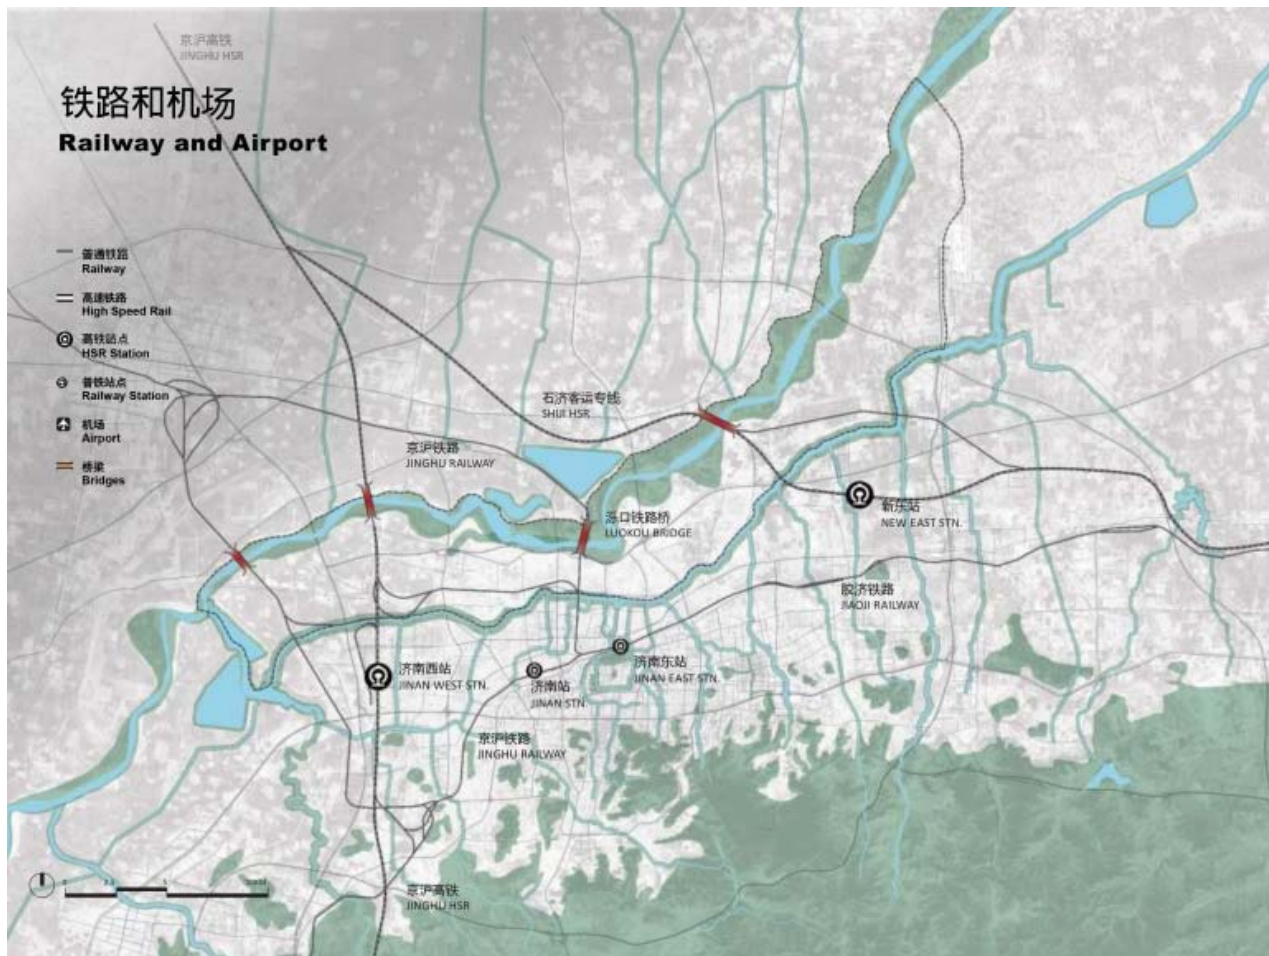 京沪高铁
JINGHU HSR
铁路和机场
Railway and Airport
普通铁路
Railway
高速铁路
High Speed Rail
高铁站点
HSR Station
普铁站点
Railway Station
机场
Airport
桥梁
Bridges
石济客运专线
SHIJI HSR
京沪铁路
JINGHU RAILWAY
泺口铁路桥
LUOKOU BRIDGE
新东站
NEW EAST STN.
胶济铁路
JIAOJI RAILWAY
济南西站
JINAN WEST STN.
济南站
JINAN STN.
济南东站
JINAN EAST STN.
京沪铁路
JINGHU RAILWAY
京沪高铁
JINGHU HSR